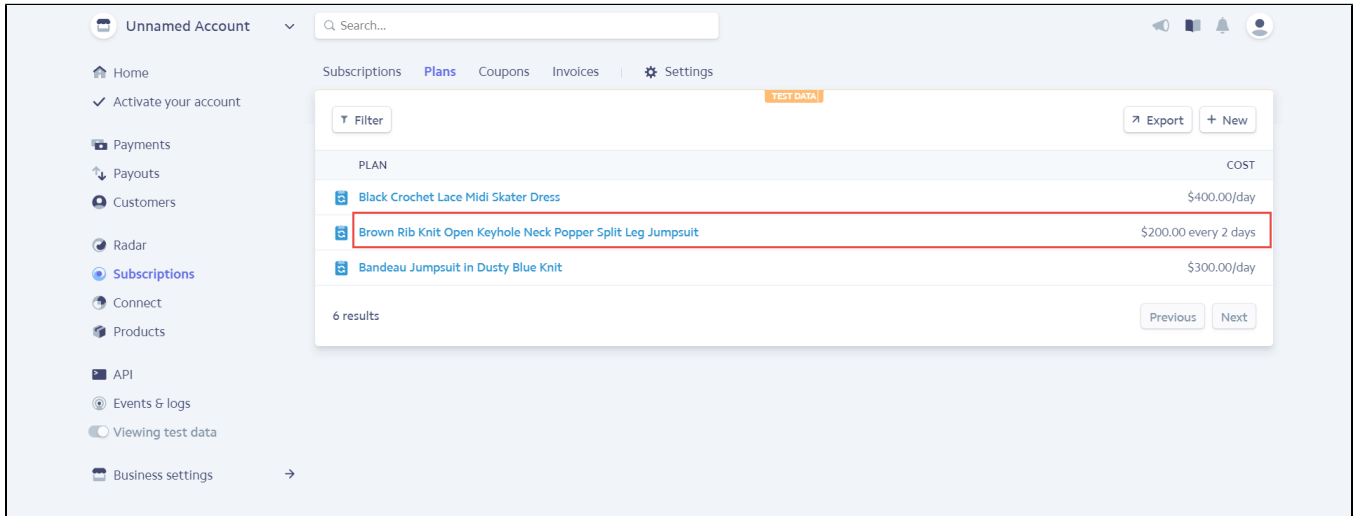 Unnamed Account
Search...
Home
Activate your account
Payments
Payouts
Customers
Radar
Subscriptions
Connect
Products
API
Events & logs
Viewing test data
Business settings
Subscriptions Plans Coupons Invoices Settings
TEST DATA
Filter Export + New
PLAN COST
Black Crochet Lace Midi Skater Dress $400.00/day
Brown Rib Knit Open Keyhole Neck Popper Split Leg Jumpsuit $200.00 every 2 days
Bandeau Jumpsuit in Dusty Blue Knit $300.00/day
6 results Previous Next